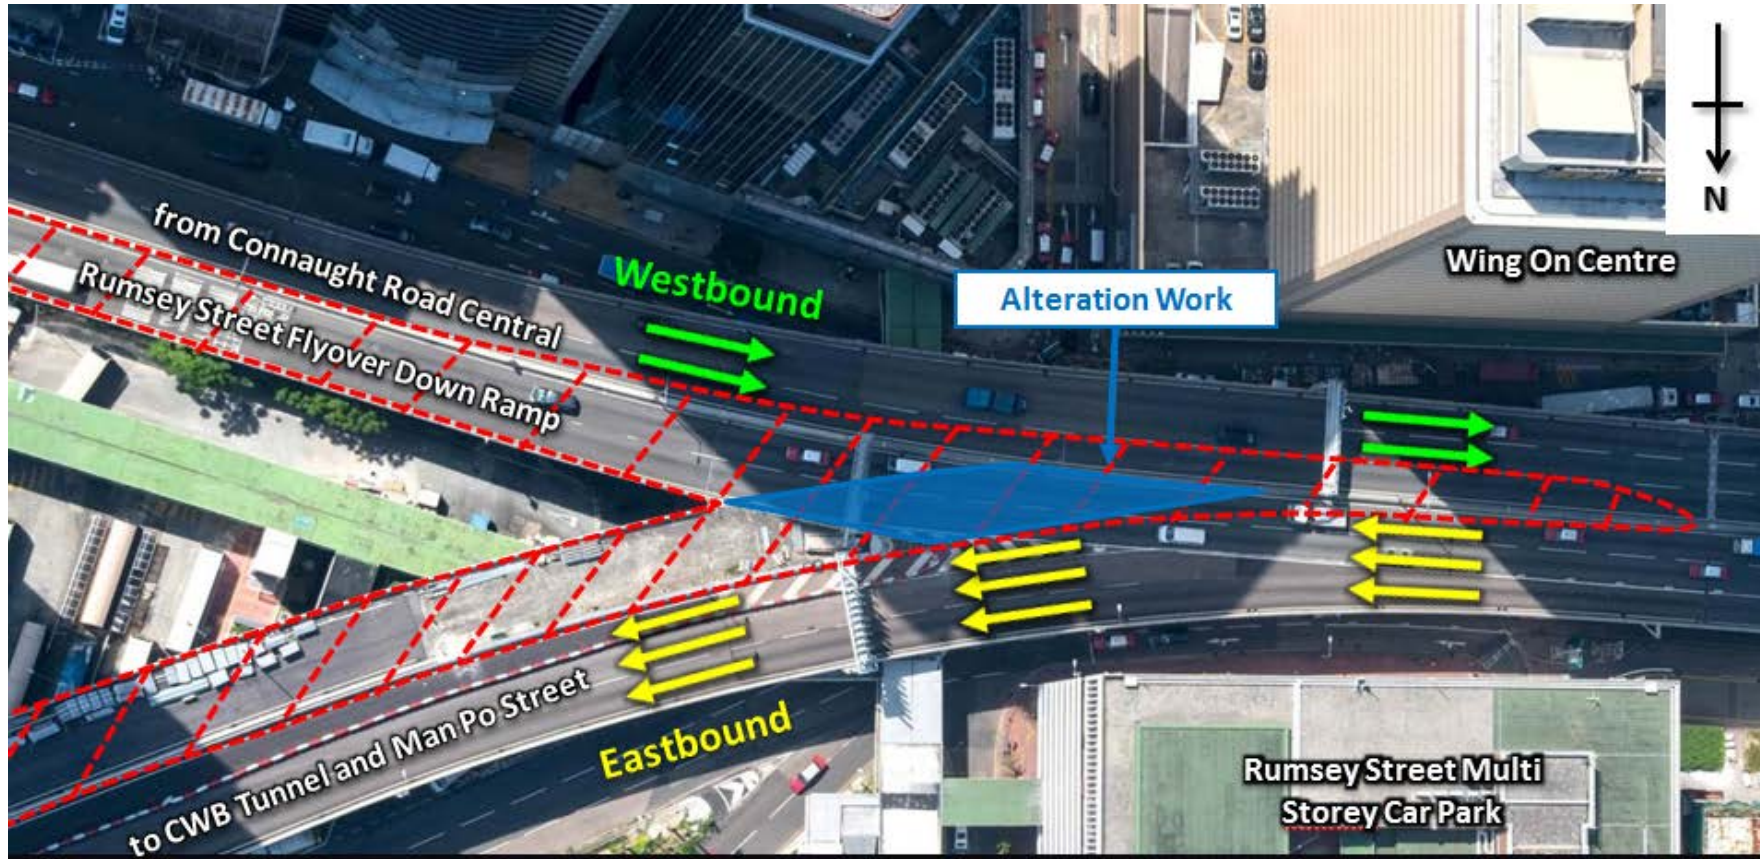 N
from Connaught Road Central
Westbound
Wing On Centre
Rumsey Street Flyover Down Ramp
Alteration Work
to CWB Tunnel and Man Po Street
Eastbound
Rumsey Street Multi
Storey Car Park